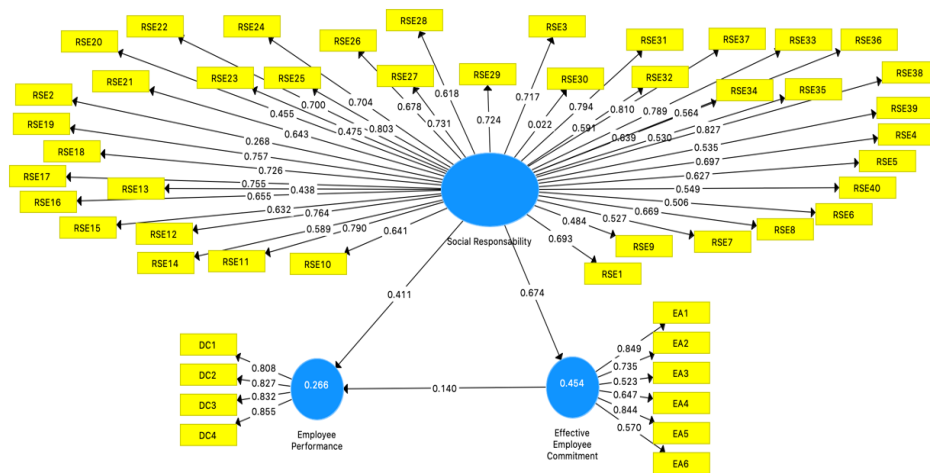 RSE28
RSE22
RSE24
RSE3
RSE20
RSE26
RSE31
RSE37
RSE33
RSE36
RSE21
RSE23
RSE25
RSE27
RSE29
RSE30
RSE32
RSE38
RSE34
RSE35
RSE2
0.618
0.717
0.700
0.704
0.678
0.794
0.810
0.789
0.564
RSE39
0.455
0.475
0.803
0.731
0.724
0.022
0.591
0.639
0.530
0.827
RSE19
0.268
0.643
0.535
RSE4
RSE18
0.757
0.697
RSE5
0.726
0.627
RSE17
RSE13
0.755
0.438
0.549
RSE40
RSE16
0.655
0.506
RSE6
0.632
0.764
0.484
0.527
0.669
RSE15
RSE12
0.589
0.790
0.641
0.693
RSE9
RSE7
RSE8
Social Responsability
RSE14
RSE11
RSE10
RSE1
0.411
0.674
EA1
DC1
0.849
EA2
0.808
0.735
DC2
0.827
0.266
0.140
0.454
0.523
EA3
DC3
0.832
0.647
EA4
0.855
0.844
DC4
Employee
Performance
Effective
Employee
Commitment
0.570
EA5
EA6